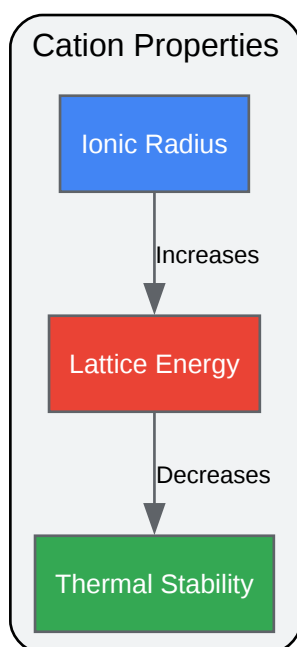 Cation Properties
Ionic Radius
Increases
Lattice Energy
Decreases
Thermal Stability